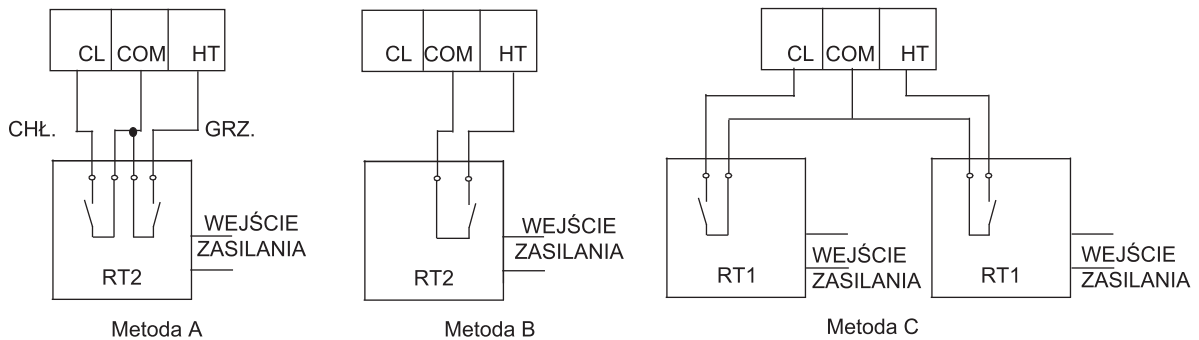 CL COM HT
CHŁ. GRZ.
WEJŚCIE
ZASILANIA
RT2
Metoda A
CL COM HT
WEJŚCIE
ZASILANIA
RT2
Metoda B
CL COM HT
WEJŚCIE
ZASILANIA
RT1
WEJŚCIE
ZASILANIA
RT1
Metoda C